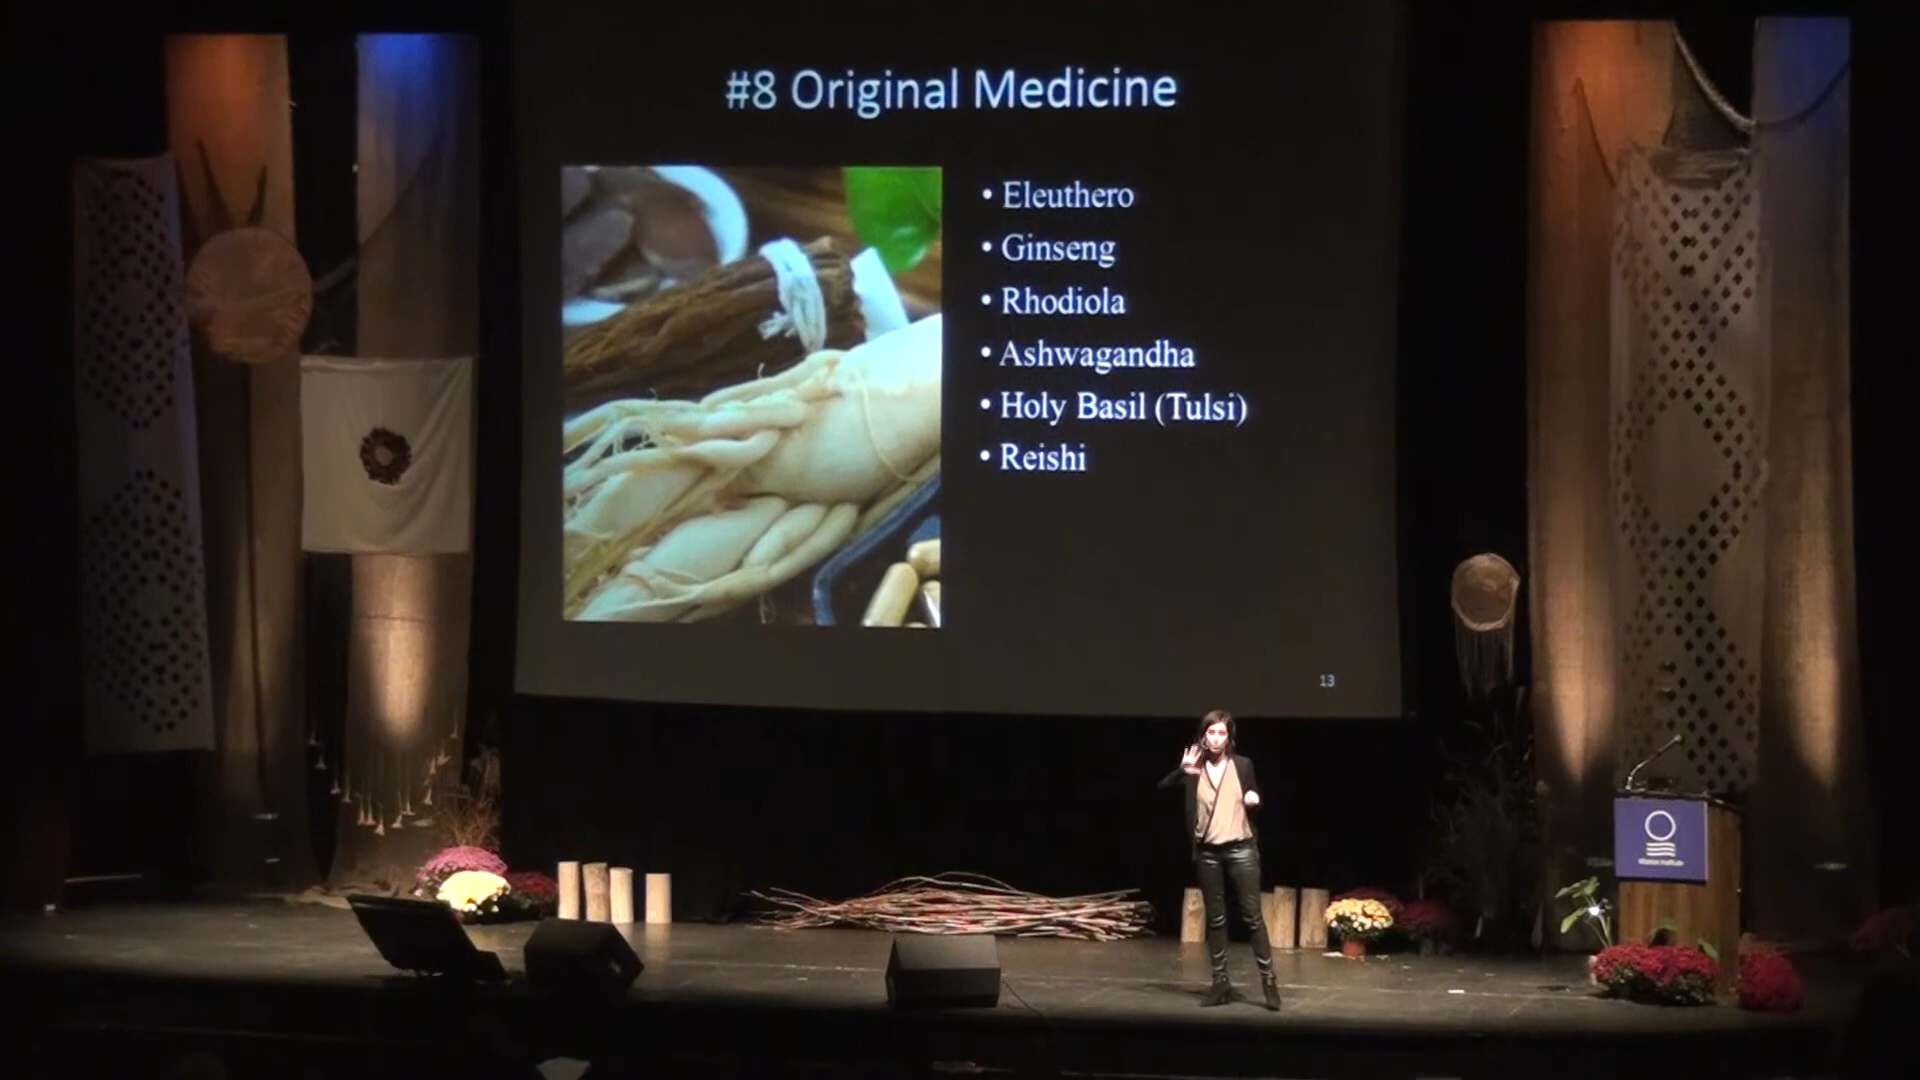 #8 Original Medicine
• Eleuthero
• Ginseng
• Rhodiola
• Ashwagandha
• Holy Basil (Tulsi)
• Reishi
13